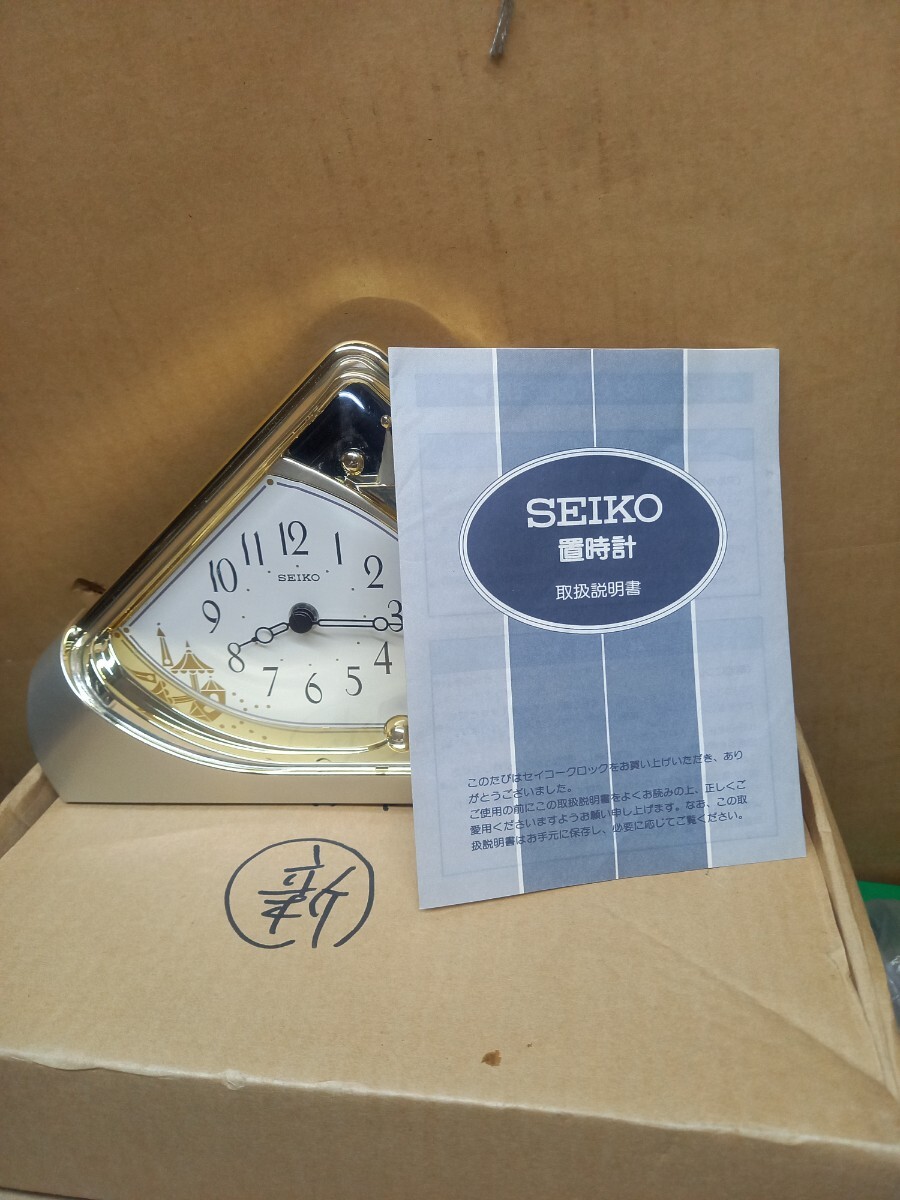 12
11
10
9
8
7
6
5
4
3
2
SEIKO
SEIKO
置時計
取扱説明書
このたびはセイコークロックをお買い上げいただき、あり
がとうございました。
ご使用の前にこの取扱説明書をよくお読みの上、正しくご
愛用くださいますようお願い申し上げます。なお、この取
扱説明書はお手元に保存し、必要に応じてご覧ください。
新